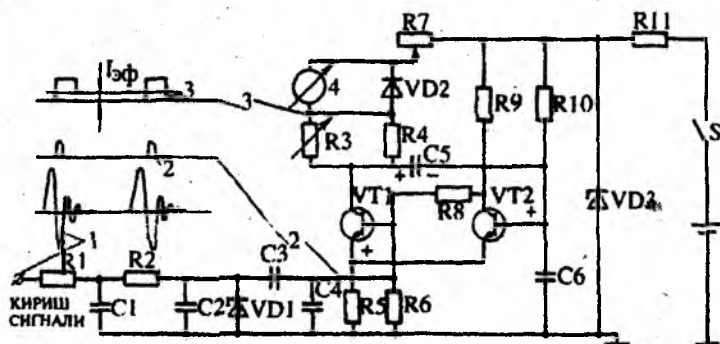 R7
R11
Iэф
3
3
4
VD2
R9
R10
S
R3
R4
+ C5 -
2
VT1
R8
VT2
+
VD3
1
+
R1
R2
C3
2
КИРИШ
СИГНАЛИ
C1
C2
VD1
C4
R5
R6
C6